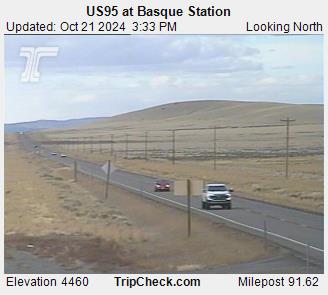 US95 at Basque Station
Updated: Oct 21 2024 3:33 PM Looking North
Elevation 4460 TripCheck.com Milepost 91.62